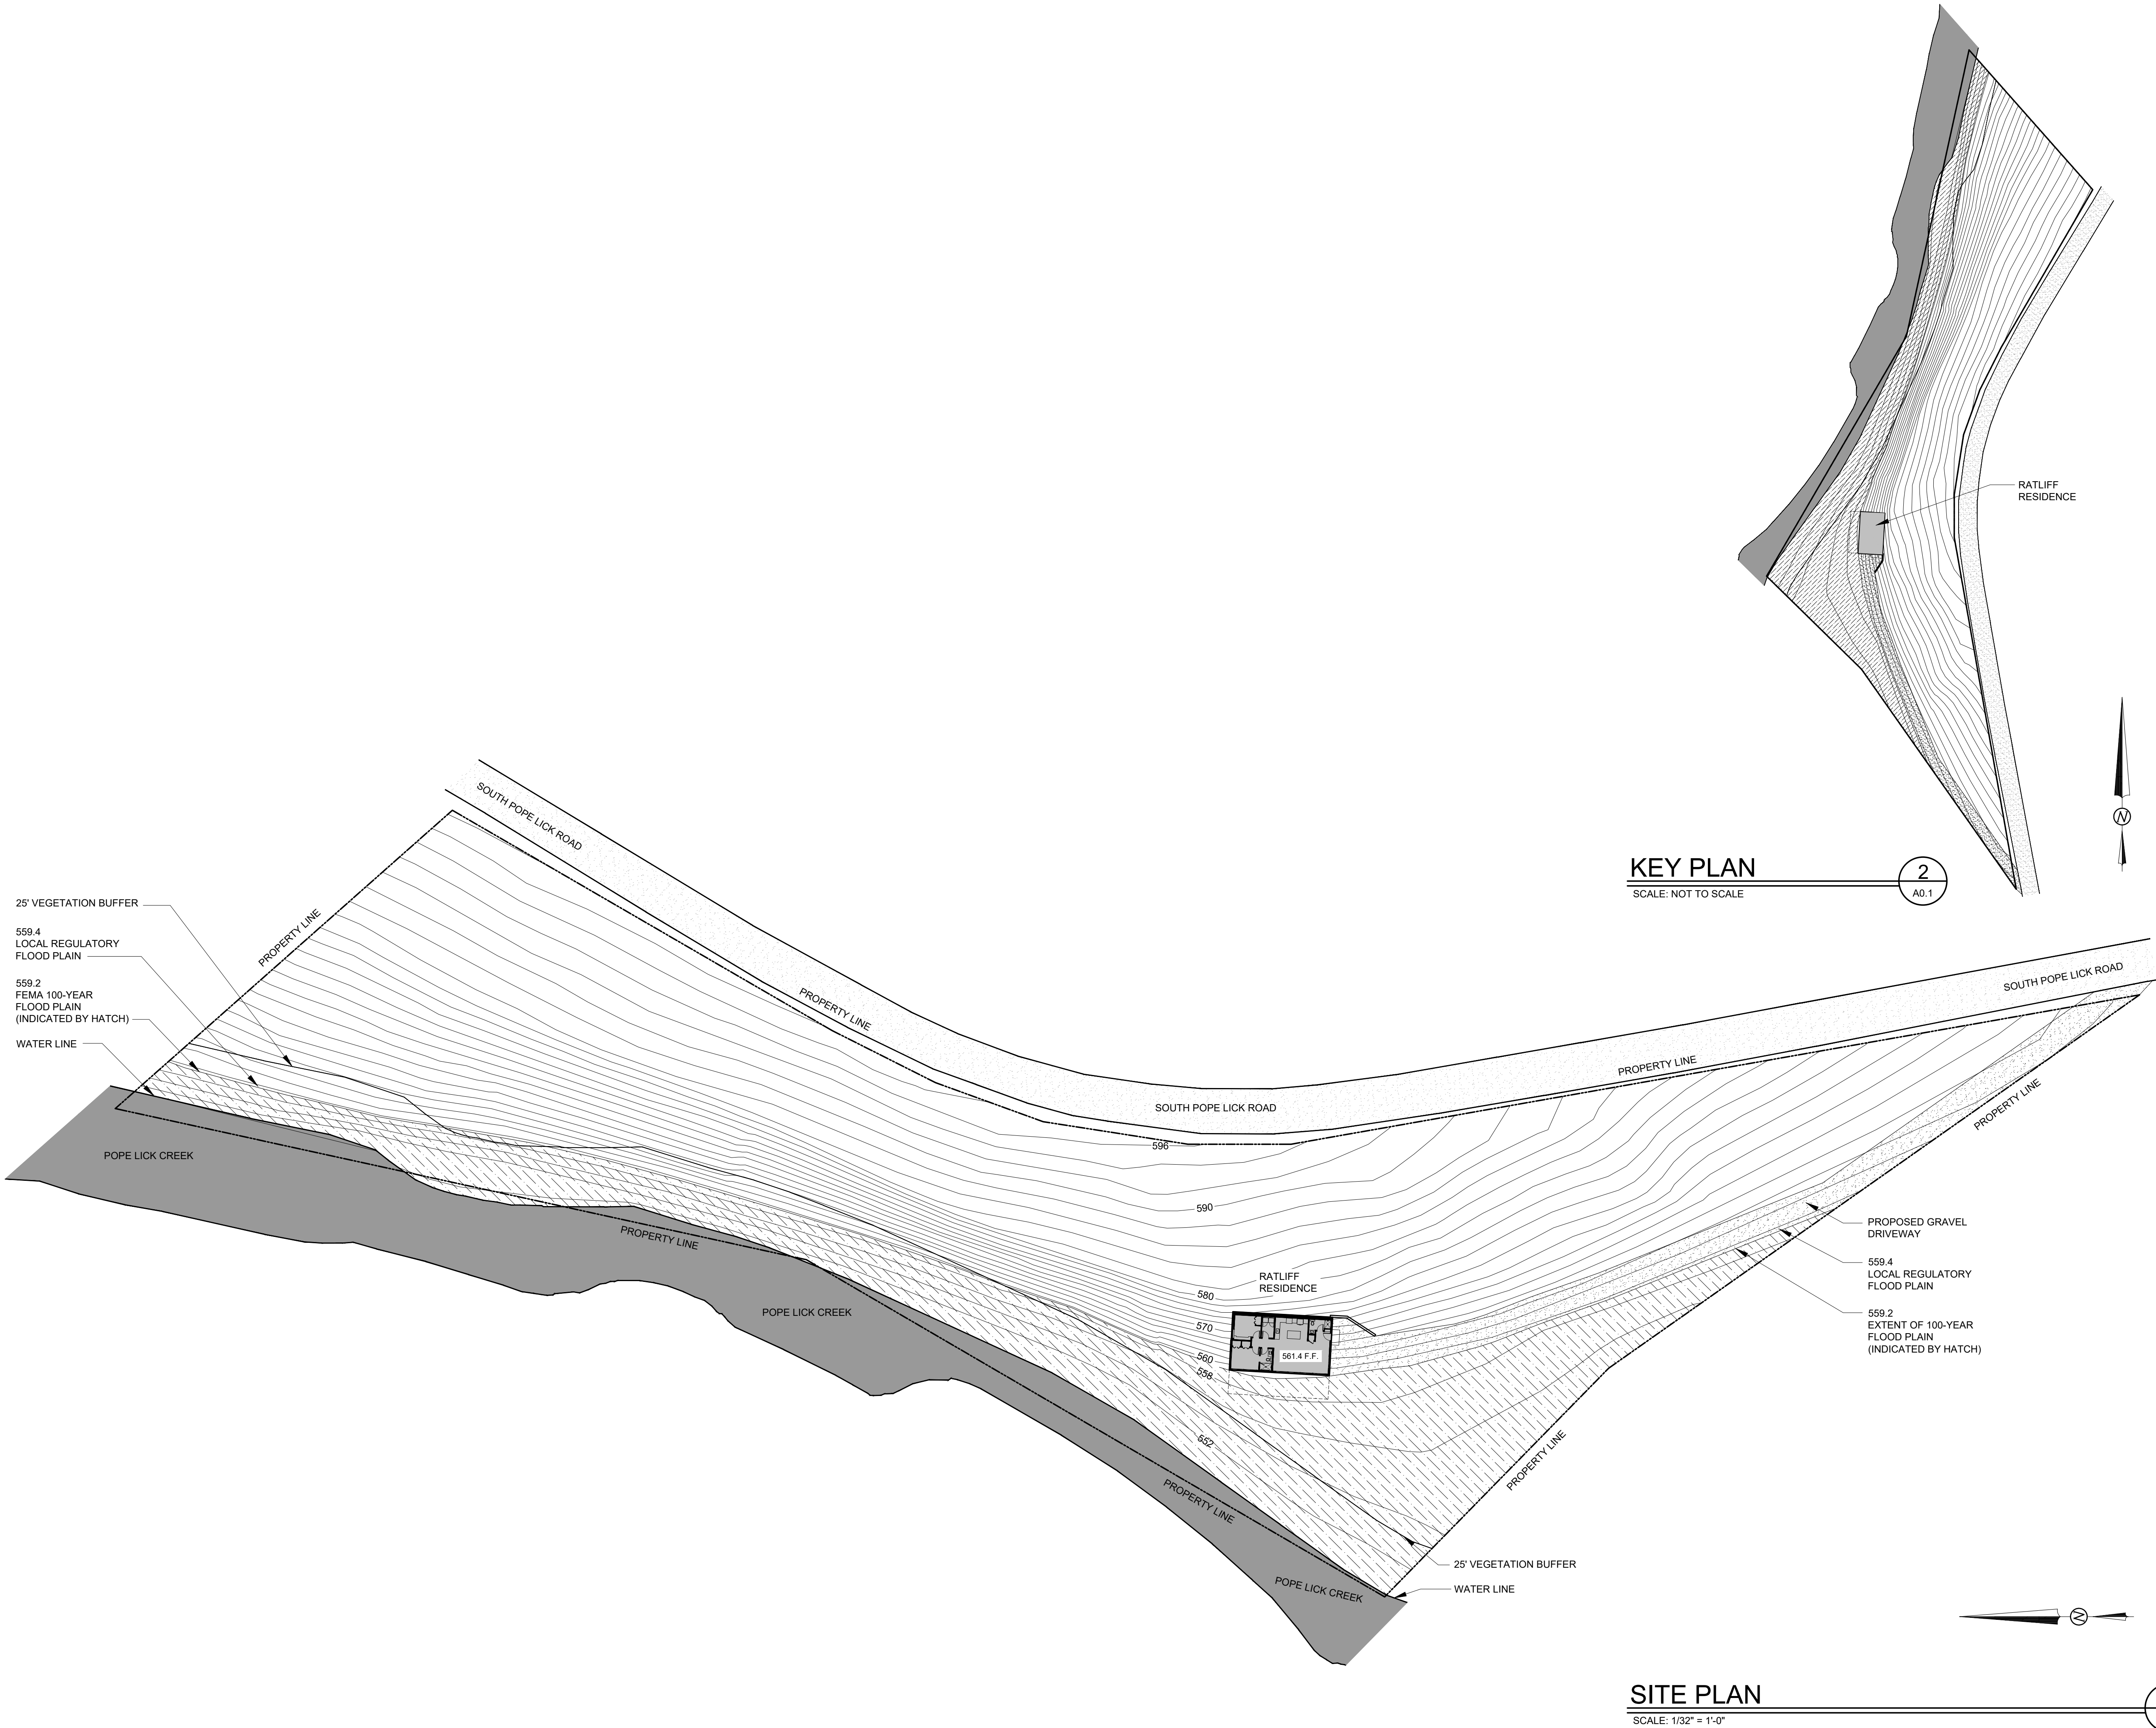 RATLIFF
RESIDENCE
N
KEY PLAN
2
A0.1
SCALE: NOT TO SCALE
SOUTH POPE LICK ROAD
25' VEGETATION BUFFER
559.4
LOCAL REGULATORY
FLOOD PLAIN
559.2
FEMA 100-YEAR
FLOOD PLAIN
(INDICATED BY HATCH)
WATER LINE
PROPERTY LINE
PROPERTY LINE
SOUTH POPE LICK ROAD
PROPERTY LINE
PROPERTY LINE
SOUTH POPE LICK ROAD
596
POPE LICK CREEK
590
PROPERTY LINE
POPE LICK CREEK
RATLIFF
RESIDENCE
580
570
560
558
561.4 F.F.
552
PROPOSED GRAVEL
DRIVEWAY
559.4
LOCAL REGULATORY
FLOOD PLAIN
559.2
EXTENT OF 100-YEAR
FLOOD PLAIN
(INDICATED BY HATCH)
PROPERTY LINE
PROPERTY LINE
POPE LICK CREEK
25' VEGETATION BUFFER
WATER LINE
N
SITE PLAN
SCALE: 1/32" = 1'-0"